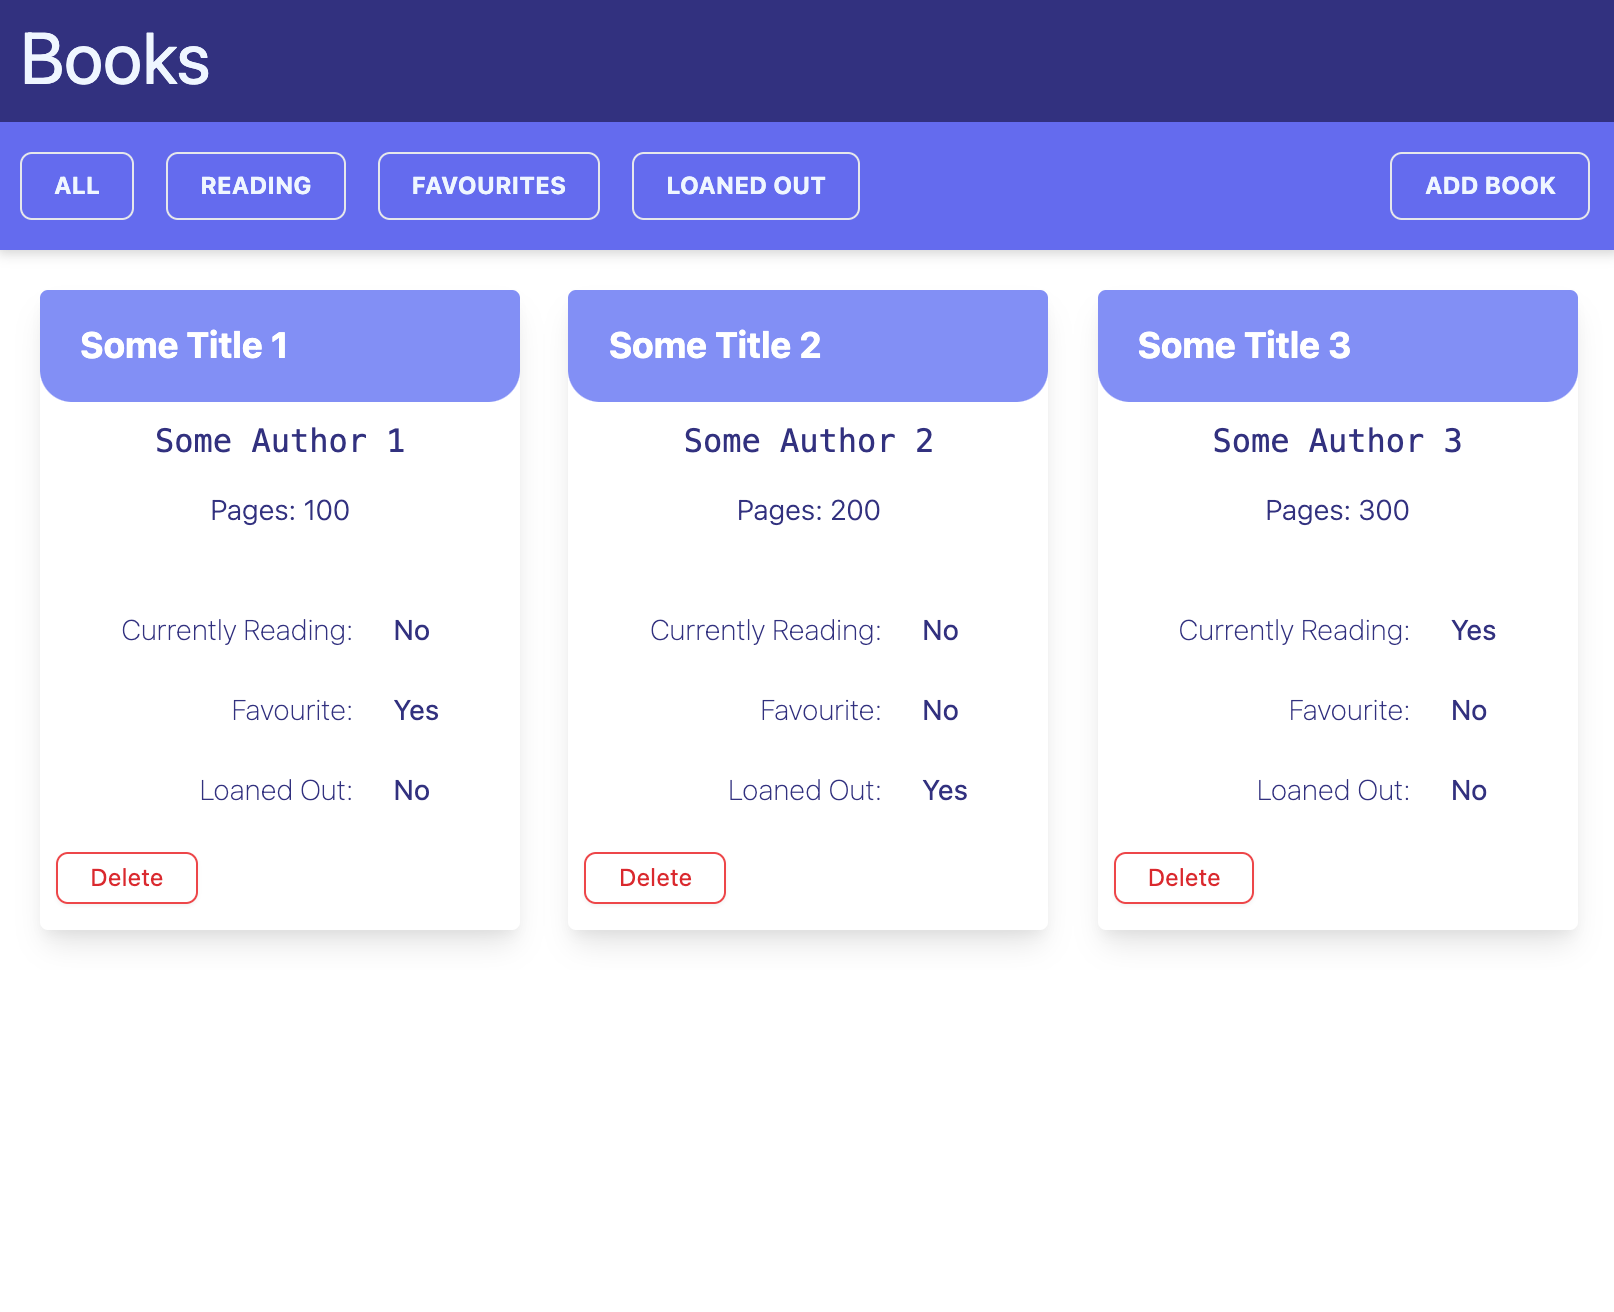 Books
ALL READING FAVOURITES LOANED OUT ADD BOOK
Some Title 1
Some Author 1
Pages: 100
Currently Reading: No
Favourite: Yes
Loaned Out: No
Delete
Some Title 2
Some Author 2
Pages: 200
Currently Reading: No
Favourite: No
Loaned Out: Yes
Delete
Some Title 3
Some Author 3
Pages: 300
Currently Reading: Yes
Favourite: No
Loaned Out: No
Delete